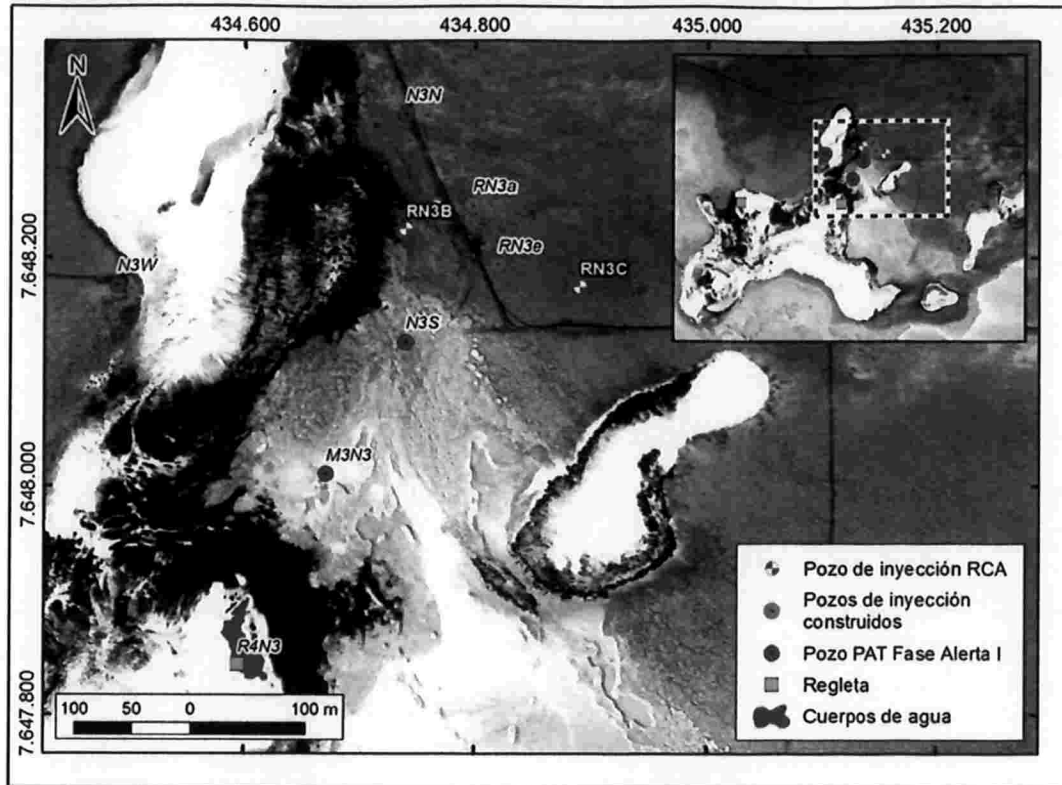 434.600 434.800 435.000 435.200
N
N3N
RN3a
RN3B
7.648.200
RN3e
N3W
RN3C
N3S
M3N3
7.648.000
Pozo de inyección RCA
Pozos de inyección
construidos
Pozo PAT Fase Alerta I
R4N3
Regleta
Cuerpos de agua
7.647.800
100 50 0 100 m